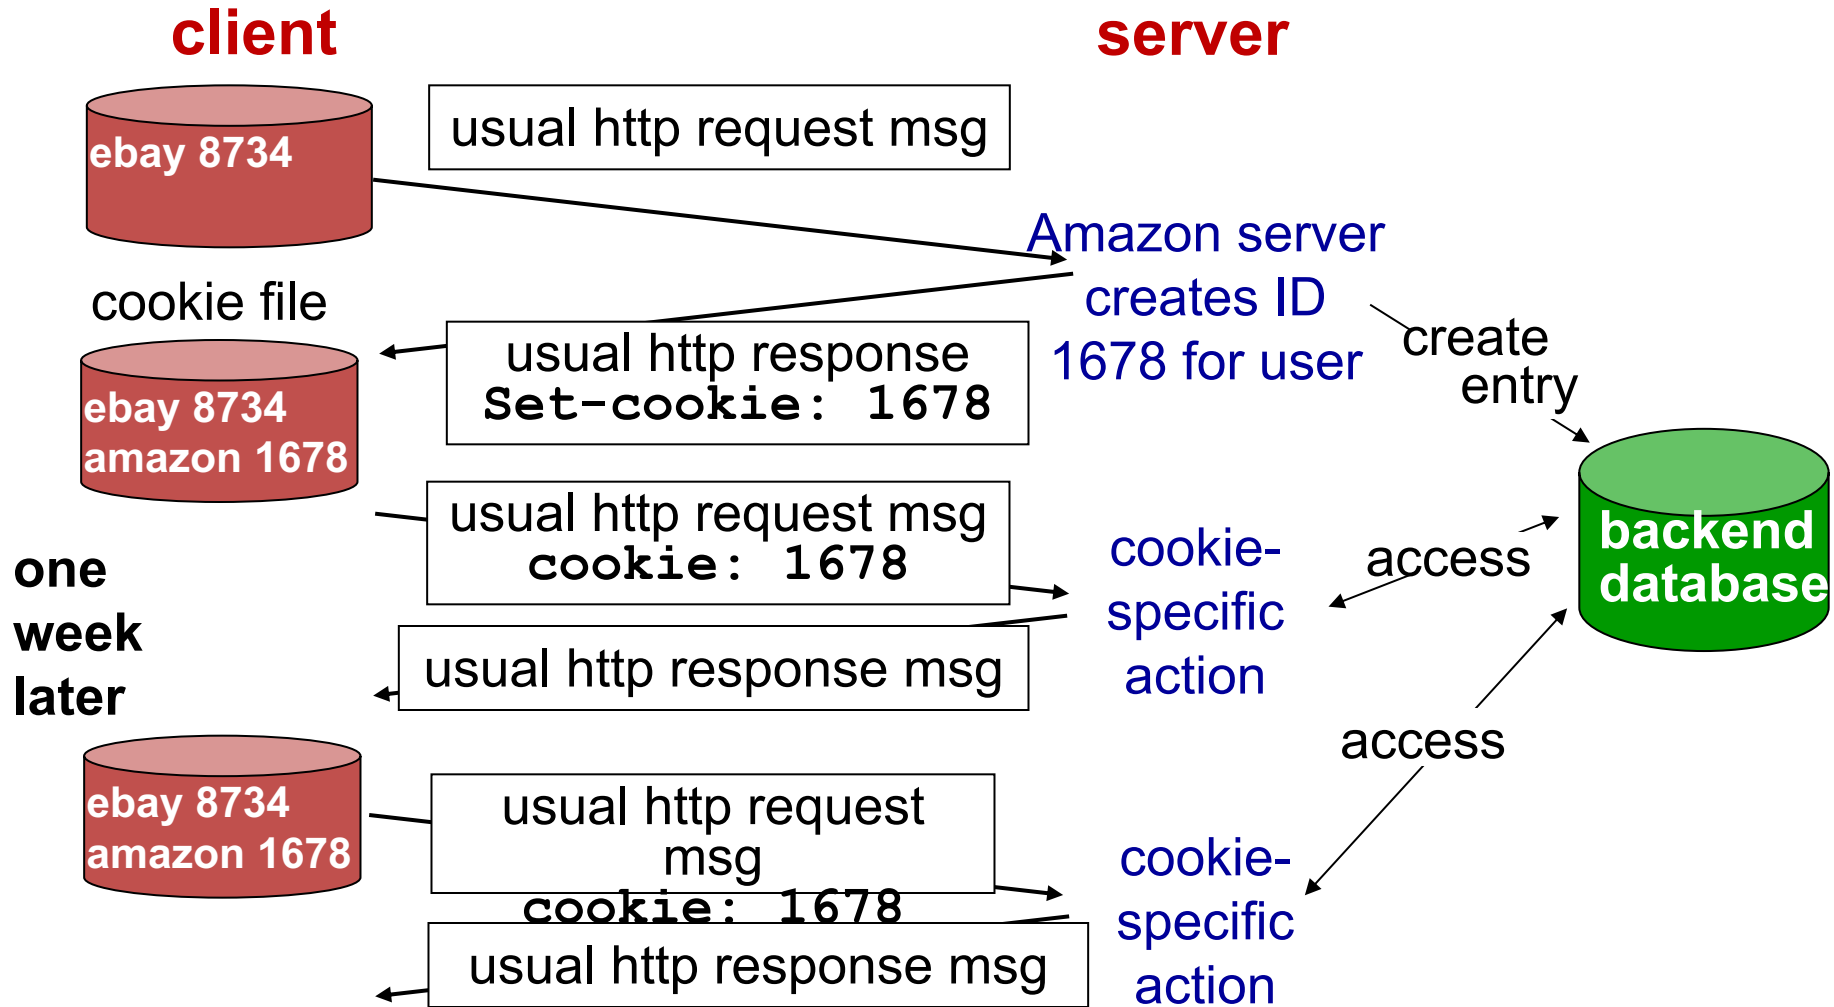 client
server
ebay 8734
usual http request msg
Amazon server
creates ID
1678 for user
cookie file
usual http response
Set-cookie: 1678
create
entry
ebay 8734
amazon 1678
usual http request msg
cookie: 1678
cookie-
specific
action
access
backend
database
one
week
later
usual http response msg
access
ebay 8734
amazon 1678
usual http request
msg
cookie: 1678
cookie-
specific
action
usual http response msg